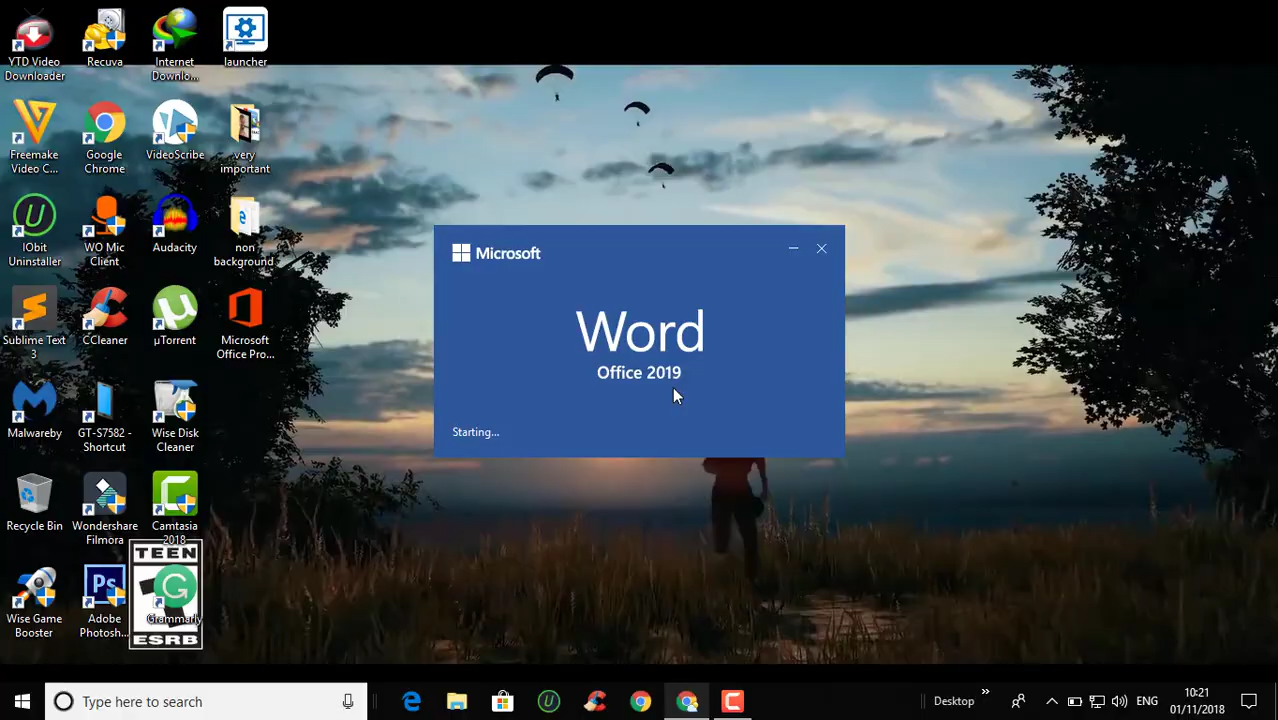 YTD Video
Downloader
Recuva
Internet
Downlo...
launcher
Freemake
Video C...
Google
Chrome
VideoScribe
very
important
IObit
Uninstaller
WO Mic
Client
Audacity
non
background
Sublime Text
3
CCleaner
µTorrent
Microsoft
Office Pro...
Malwareby
GT-S7582 -
Shortcut
Wise Disk
Cleaner
Recycle Bin
Wondershare
Filmora
Camtasia
2018
Wise Game
Booster
Ps
Adobe
Photosh...
TEEN
Grammarly
ESRB
Microsoft
Word
Office 2019
Starting...
Type here to search
Desktop
ENG
10:21
01/11/2018